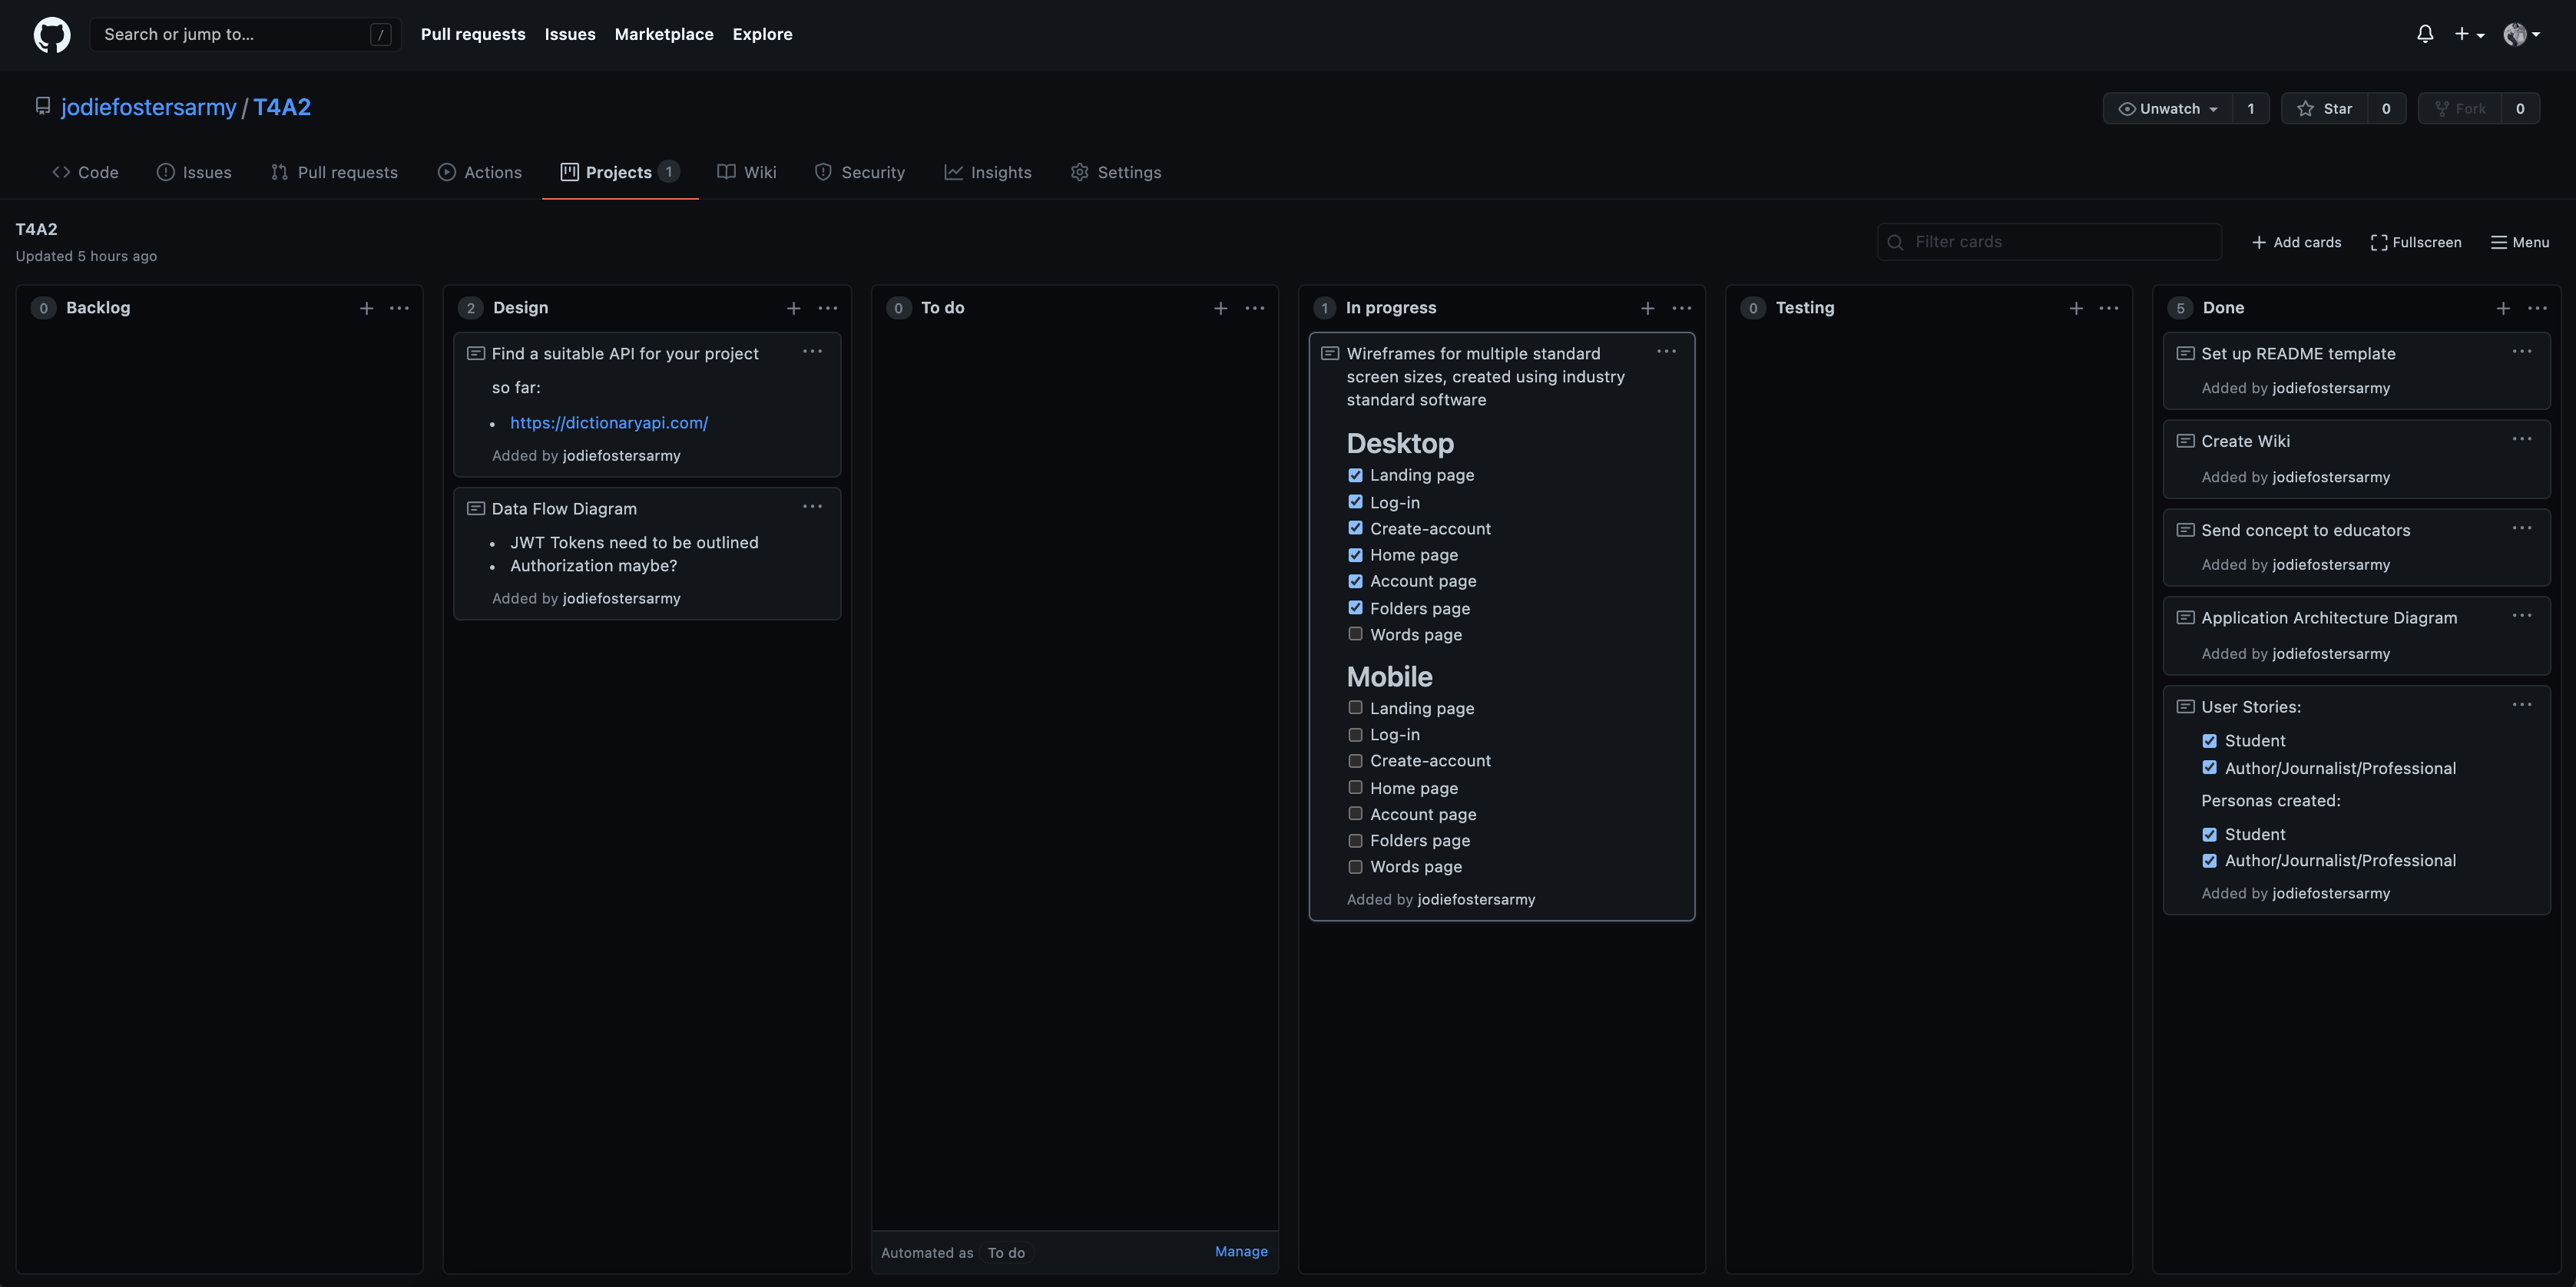 Search or jump to... /
Pull requests Issues Marketplace Explore
jodiefostersarmy / T4A2
Unwatch 1 Star 0 Fork 0
Code Issues Pull requests Actions Projects 1 Wiki Security Insights Settings
T4A2
Updated 5 hours ago
Filter cards
Add cards Fullscreen Menu
0 Backlog
2 Design
Find a suitable API for your project
so far:
• https://dictionaryapi.com/
Added by jodiefostersarmy
Data Flow Diagram
• JWT Tokens need to be outlined
• Authorization maybe?
Added by jodiefostersarmy
0 To do
Automated as To do Manage
1 In progress
Wireframes for multiple standard
screen sizes, created using industry
standard software
Desktop
Landing page
Log-in
Create-account
Home page
Account page
Folders page
Words page
Mobile
Landing page
Log-in
Create-account
Home page
Account page
Folders page
Words page
Added by jodiefostersarmy
0 Testing
5 Done
Set up README template
Added by jodiefostersarmy
Create Wiki
Added by jodiefostersarmy
Send concept to educators
Added by jodiefostersarmy
Application Architecture Diagram
Added by jodiefostersarmy
User Stories:
Student
Author/Journalist/Professional
Personas created:
Student
Author/Journalist/Professional
Added by jodiefostersarmy